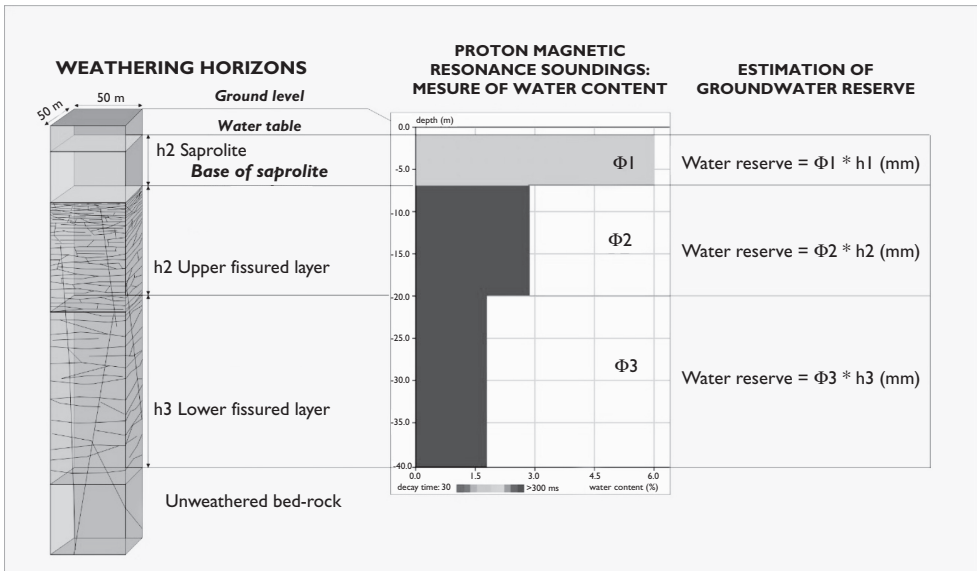 WEATHERING HORIZONS
50 m
50 m
Ground level
Water table
h2 Saprolite
Base of saprolite
h2 Upper fissured layer
h3 Lower fissured layer
Unweathered bed-rock
PROTON MAGNETIC
RESONANCE SOUNDINGS:
MESURE OF WATER CONTENT
depth (m)
0.0
-5.0
-10.0
-15.0
-20.0
-25.0
-30.0
-35.0
-40.0
Φ1
Φ2
Φ3
0.0 1.5 3.0 4.5 6.0
decay time: 30 >300 ms water content (%)
ESTIMATION OF
GROUNDWATER RESERVE
Water reserve = Φ1 * h1 (mm)
Water reserve = Φ2 * h2 (mm)
Water reserve = Φ3 * h3 (mm)